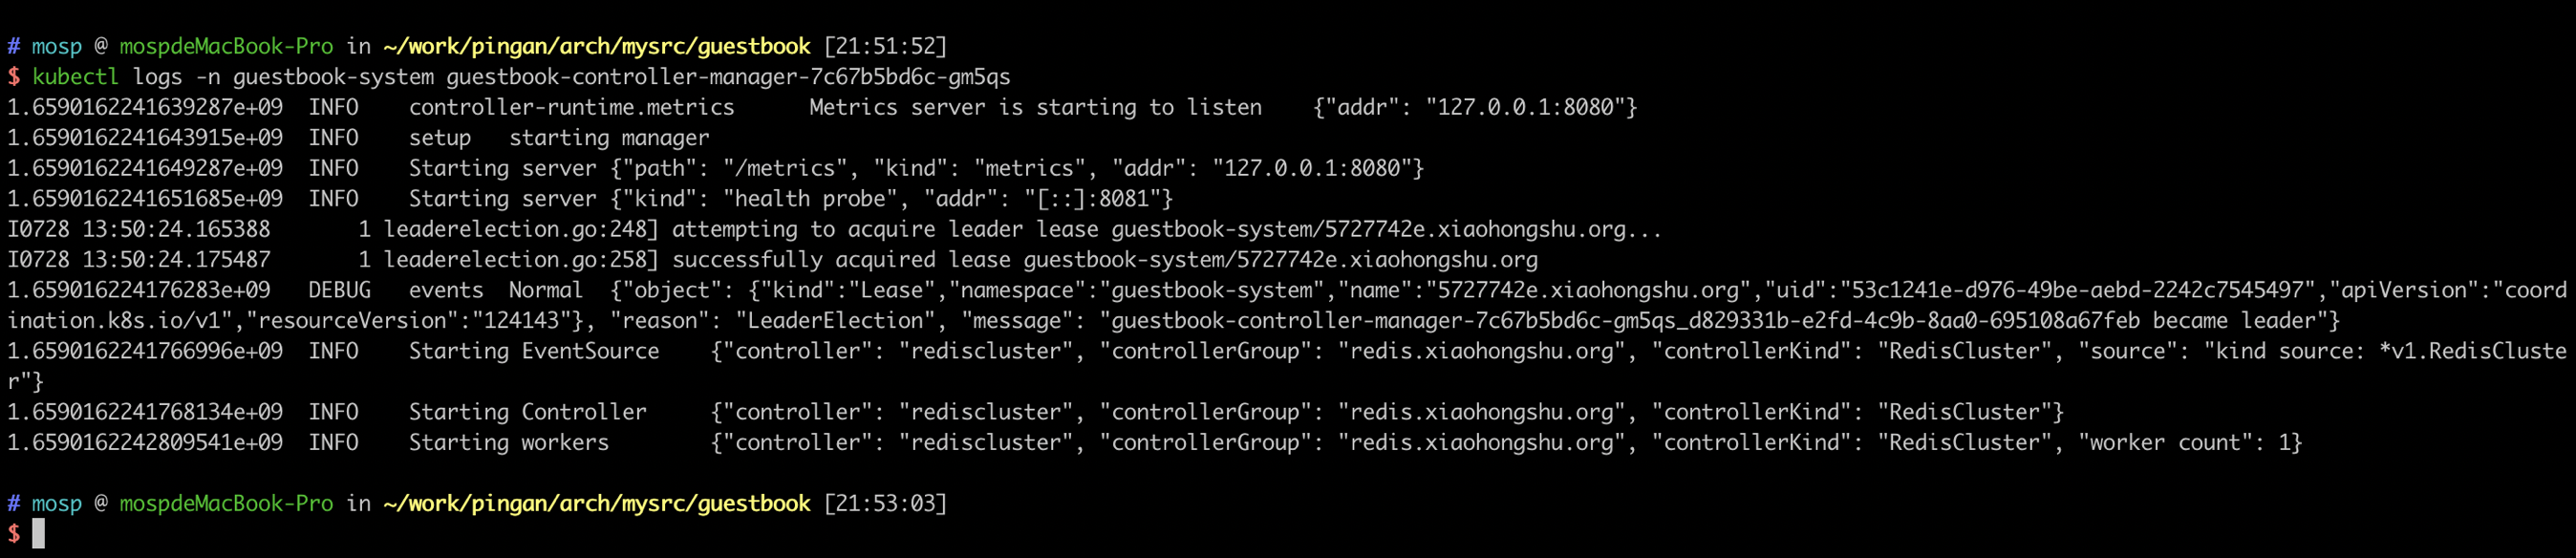 # mosp @ mospdeMacBook-Pro in ~/work/pingan/arch/mysrc/guestbook [21:51:52]
$ kubectl logs -n guestbook-system guestbook-controller-manager-7c67b5bd6c-gm5qs
1.6590162241639287e+09  INFO    controller-runtime.metrics      Metrics server is starting to listen    {"addr": "127.0.0.1:8080"}
1.6590162241643915e+09  INFO    setup   starting manager
1.6590162241649287e+09  INFO    Starting server {"path": "/metrics", "kind": "metrics", "addr": "127.0.0.1:8080"}
1.6590162241651685e+09  INFO    Starting server {"kind": "health probe", "addr": "[::]:8081"}
I0728 13:50:24.165388       1 leaderelection.go:248] attempting to acquire leader lease guestbook-system/5727742e.xiaohongshu.org...
I0728 13:50:24.175487       1 leaderelection.go:258] successfully acquired lease guestbook-system/5727742e.xiaohongshu.org
1.659016224176283e+09   DEBUG   events  Normal  {"object": {"kind":"Lease","namespace":"guestbook-system","name":"5727742e.xiaohongshu.org","uid":"53c1241e-d976-49be-aebd-2242c7545497","apiVersion":"coord
ination.k8s.io/v1","resourceVersion":"124143"}, "reason": "LeaderElection", "message": "guestbook-controller-manager-7c67b5bd6c-gm5qs_d829331b-e2fd-4c9b-8aa0-695108a67feb became leader"}
1.6590162241766996e+09  INFO    Starting EventSource    {"controller": "rediscluster", "controllerGroup": "redis.xiaohongshu.org", "controllerKind": "RedisCluster", "source": "kind source: *v1.RedisCluste
r"}
1.6590162241768134e+09  INFO    Starting Controller     {"controller": "rediscluster", "controllerGroup": "redis.xiaohongshu.org", "controllerKind": "RedisCluster"}
1.6590162242809541e+09  INFO    Starting workers        {"controller": "rediscluster", "controllerGroup": "redis.xiaohongshu.org", "controllerKind": "RedisCluster", "worker count": 1}
# mosp @ mospdeMacBook-Pro in ~/work/pingan/arch/mysrc/guestbook [21:53:03]
$